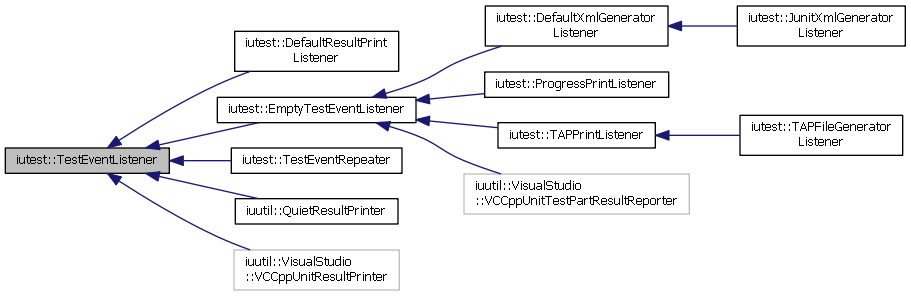 iutest::TestEventListener
iutest::DefaultResultPrint
Listener
iutest::EmptyTestEventListener
iutest::TestEventRepeater
iuutil::QuietResultPrinter
iuutil::VisualStudio
::VCCppUnitResultPrinter
iutest::DefaultXmlGenerator
Listener
iutest::ProgressPrintListener
iutest::TAPPrintListener
iuutil::VisualStudio
::VCCppUnitTestPartResultReporter
iutest::JunitXmlGenerator
Listener
iutest::TAPFileGenerator
Listener